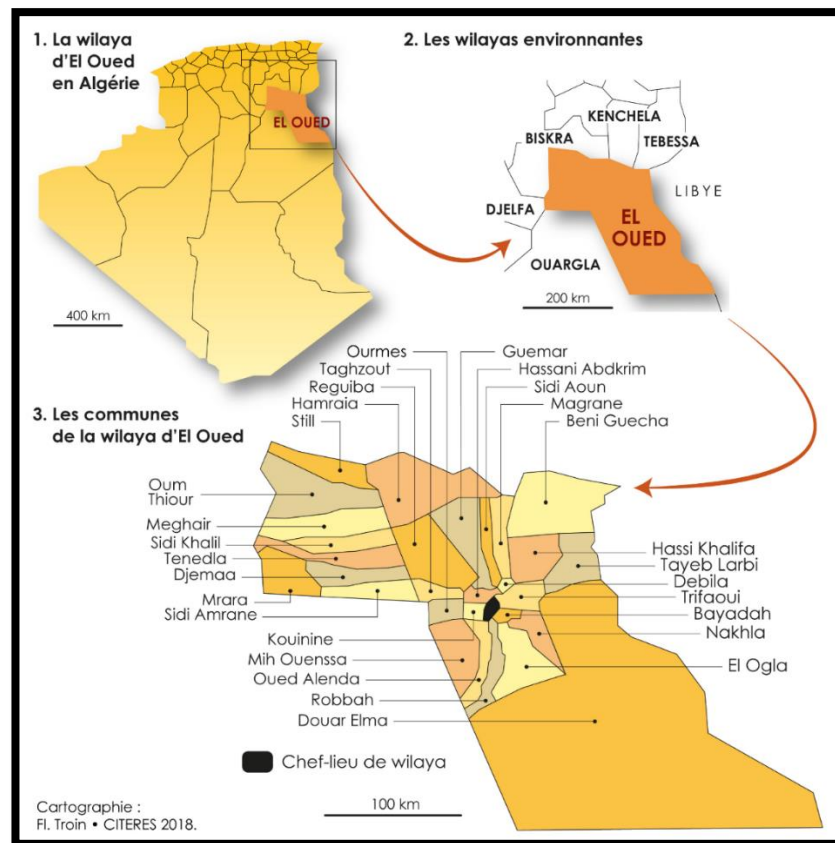 1. La wilaya
d'El Oued
en Algérie
EL OUED
400 km
2. Les wilayas environnantes
KENCHELA
BISKRA
TEBESSA
LIBYE
DJELFA
EL
OUED
OUARGLA
200 km
3. Les communes
de la wilaya d'El Oued
Ourmes
Taghzout
Reguiba
Hamraia
Still
Guemar
Hassani Abdkrim
Sidi Aoun
Magrane
Beni Guecha
Oum
Thiour
Meghair
Sidi Khalil
Tenedla
Djemaa
Mrara
Sidi Amrane
Hassi Khalifa
Tayeb Larbi
Debila
Trifaoui
Bayadah
Nakhla
El Ogla
Kouinine
Mih Ouenssa
Oued Alenda
Robbah
Douar Elma
Chef-lieu de wilaya
100 km
Cartographie :
Fl. Troin • CITERES 2018.